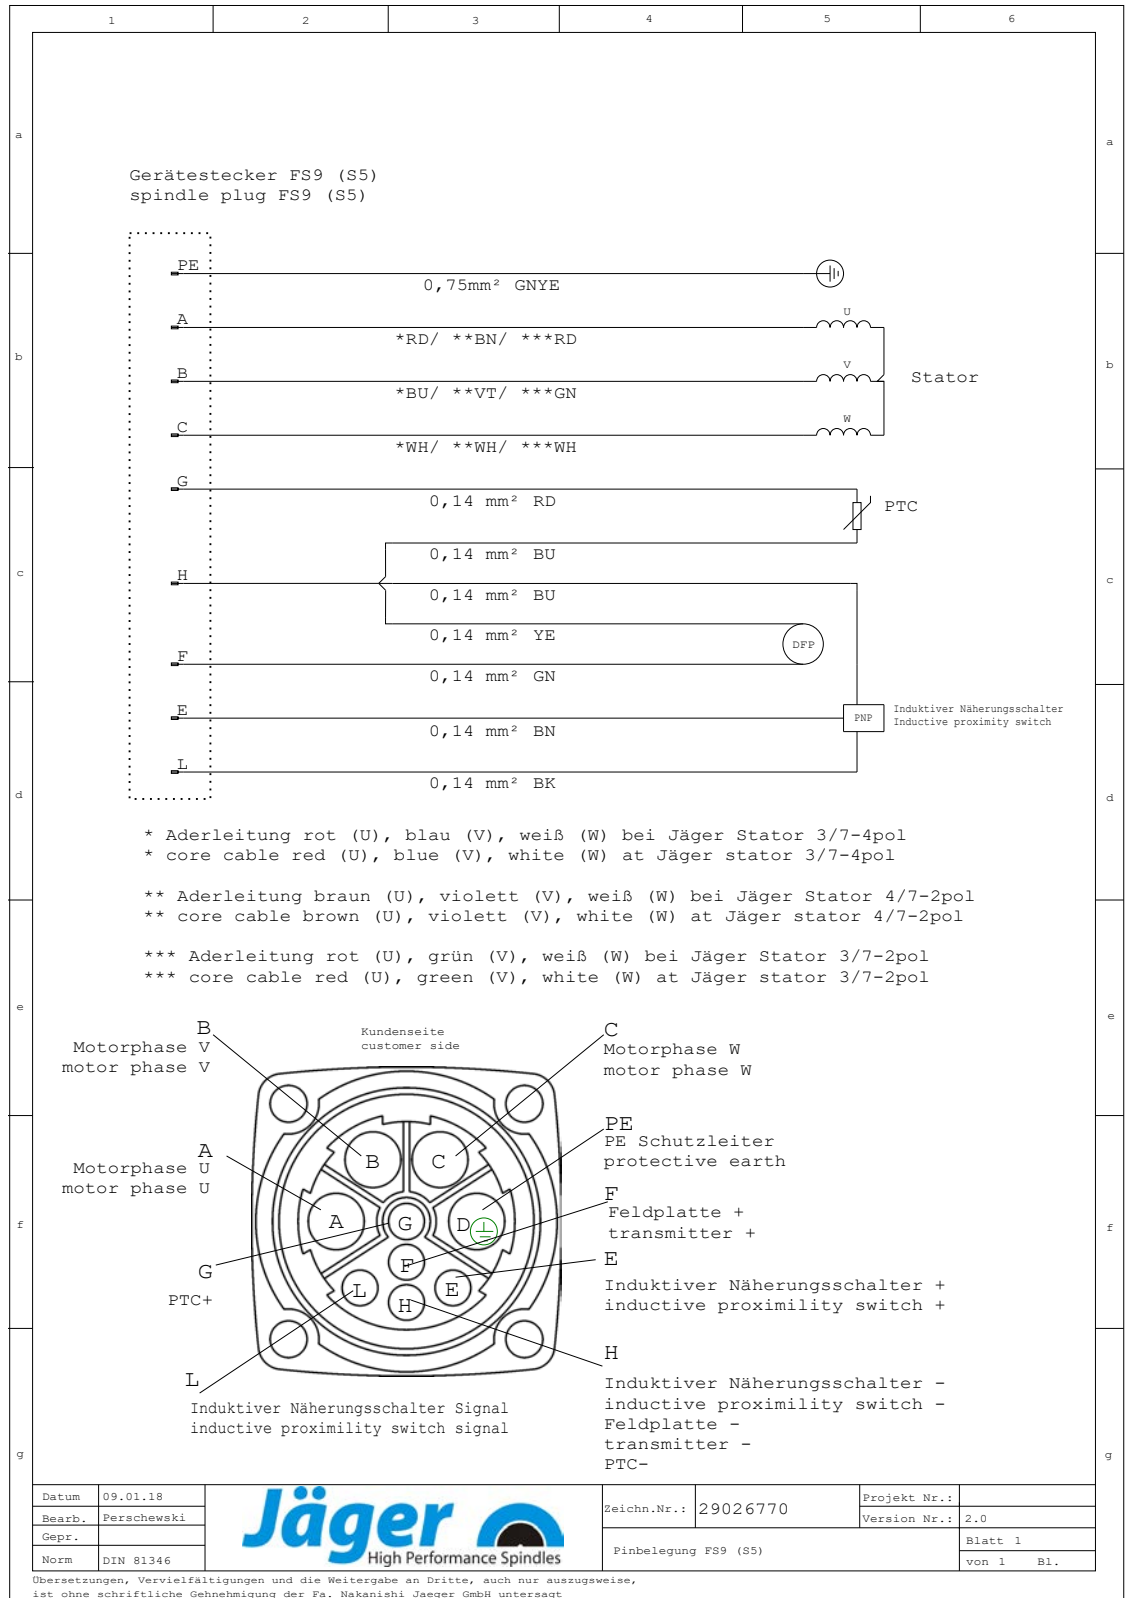 1 2 3 4 5 6
a a
Gerätestecker FS9 (S5)
spindle plug FS9 (S5)
PE
0,75mm² GNYE
A
*RD/ **BN/ ***RD
U
b b
B
*BU/ **VT/ ***GN
V
Stator
C
*WH/ **WH/ ***WH
W
G
0,14 mm² RD
PTC
0,14 mm² BU
c c
H
0,14 mm² BU
0,14 mm² YE
DFP
F
0,14 mm² GN
E
0,14 mm² BN
PNP
Induktiver Näherungsschalter
Inductive proximity switch
L
0,14 mm² BK
d d
* Aderleitung rot (U), blau (V), weiß (W) bei Jäger Stator 3/7-4pol
* core cable red (U), blue (V), white (W) at Jäger stator 3/7-4pol
** Aderleitung braun (U), violett (V), weiß (W) bei Jäger Stator 4/7-2pol
** core cable brown (U), violett (V), white (W) at Jäger stator 4/7-2pol
*** Aderleitung rot (U), grün (V), weiß (W) bei Jäger Stator 3/7-2pol
*** core cable red (U), green (V), white (W) at Jäger stator 3/7-2pol
e e
B
Motorphase V
motor phase V
Kundenseite
customer side
C
Motorphase W
motor phase W
A
Motorphase U
motor phase U
PE
PE Schutzleiter
protective earth
F
Feldplatte +
transmitter +
f f
B C
A G D
F
L E
H
G
PTC+
E
Induktiver Näherungsschalter +
inductive proximility switch +
L
Induktiver Näherungsschalter Signal
inductive proximility switch signal
H
Induktiver Näherungsschalter -
inductive proximility switch -
Feldplatte -
transmitter -
PTC-
g g
Datum 09.01.18
Bearb. Perschewski
Gepr.
Norm DIN 81346
Jäger
High Performance Spindles
Zeichn.Nr.: 29026770
Projekt Nr.:
Version Nr.: 2.0
Pinbelegung FS9 (S5)
Blatt 1
von 1 Bl.
Übersetzungen, Vervielfältigungen und die Weitergabe an Dritte, auch nur auszugsweise,
ist ohne schriftliche Gehnehmigung der Fa. Nakanishi Jaeger GmbH untersagt